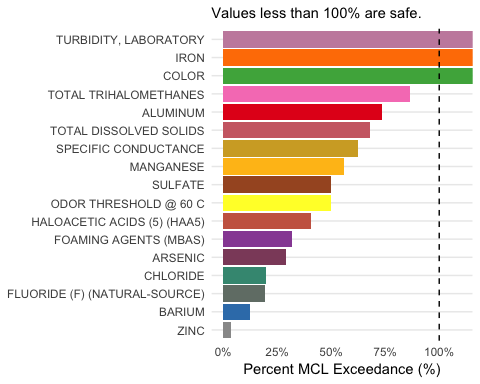 Values less than 100% are safe.
TURBIDITY, LABORATORY
IRON
COLOR
TOTAL TRIHALOMETHANES
ALUMINUM
TOTAL DISSOLVED SOLIDS
SPECIFIC CONDUCTANCE
MANGANESE
SULFATE
ODOR THRESHOLD @ 60 C
HALOACETIC ACIDS (5) (HAA5)
FOAMING AGENTS (MBAS)
ARSENIC
CHLORIDE
FLUORIDE (F) (NATURAL-SOURCE)
BARIUM
ZINC
0% 25% 50% 75% 100%
Percent MCL Exceedance (%)